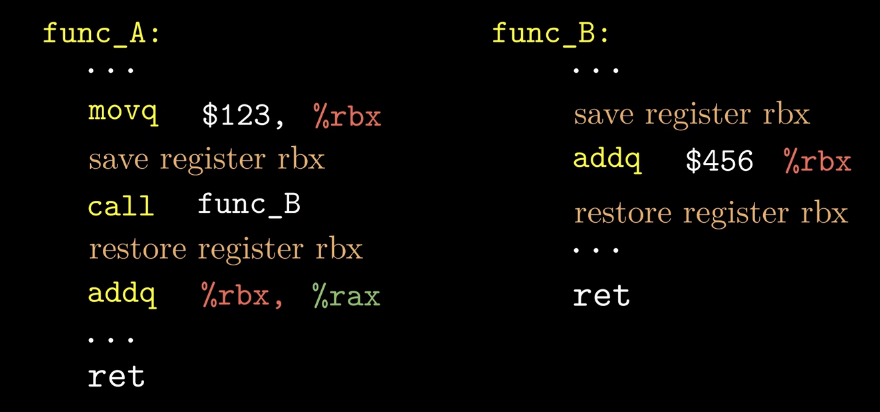 func_A:
...
movq $123, %rbx
save register rbx
call func_B
restore register rbx
addq %rbx, %rax
...
ret
func_B:
...
save register rbx
addq $456 %rbx
restore register rbx
...
ret